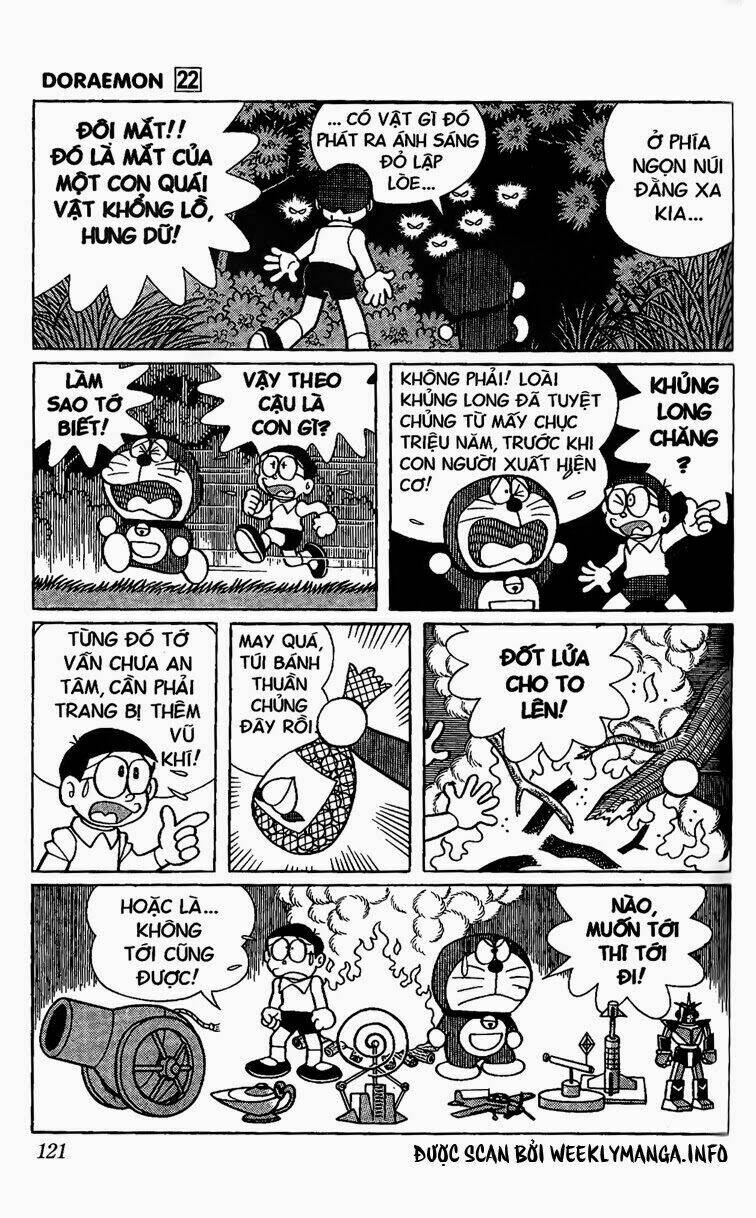 DORAEMON 22
Ở PHÍA
NGỌN NÚI
ĐẰNG XA
KIA...
... CÓ VẬT GÌ ĐÓ
PHÁT RA ÁNH SÁNG
ĐỎ LẬP
LÒE...
ĐÔI MẮT!!
ĐÓ LÀ MẮT CỦA
MỘT CON QUÁI
VẬT KHỔNG LỒ,
HUNG DỮ!
KHỦNG
LONG
CHĂNG
?
KHÔNG PHẢI! LOÀI
KHỦNG LONG ĐÃ TUYỆT
CHỦNG TỪ MẤY CHỤC
TRIỆU NĂM, TRƯỚC KHI
CON NGƯỜI XUẤT HIỆN
CƠ!
VẬY THEO
CẬU LÀ
CON GÌ?
LÀM
SAO TỚ
BIẾT!
ĐỐT LỬA
CHO TO
LÊN!
MAY QUÁ,
TÚI BÁNH
THUẦN
CHỦNG
ĐÂY RỒI.
TỪNG ĐÓ TỚ
VẪN CHƯA AN
TÂM, CẦN PHẢI
TRANG BỊ THÊM
VŨ
KHÍ!
NÀO,
MUỐN TỚI
THÌ TỚI
ĐI!
HOẶC LÀ...
KHÔNG
TỚI CŨNG
ĐƯỢC!
121
ĐƯỢC SCAN BỞI WEEKLYMANGA.INFO